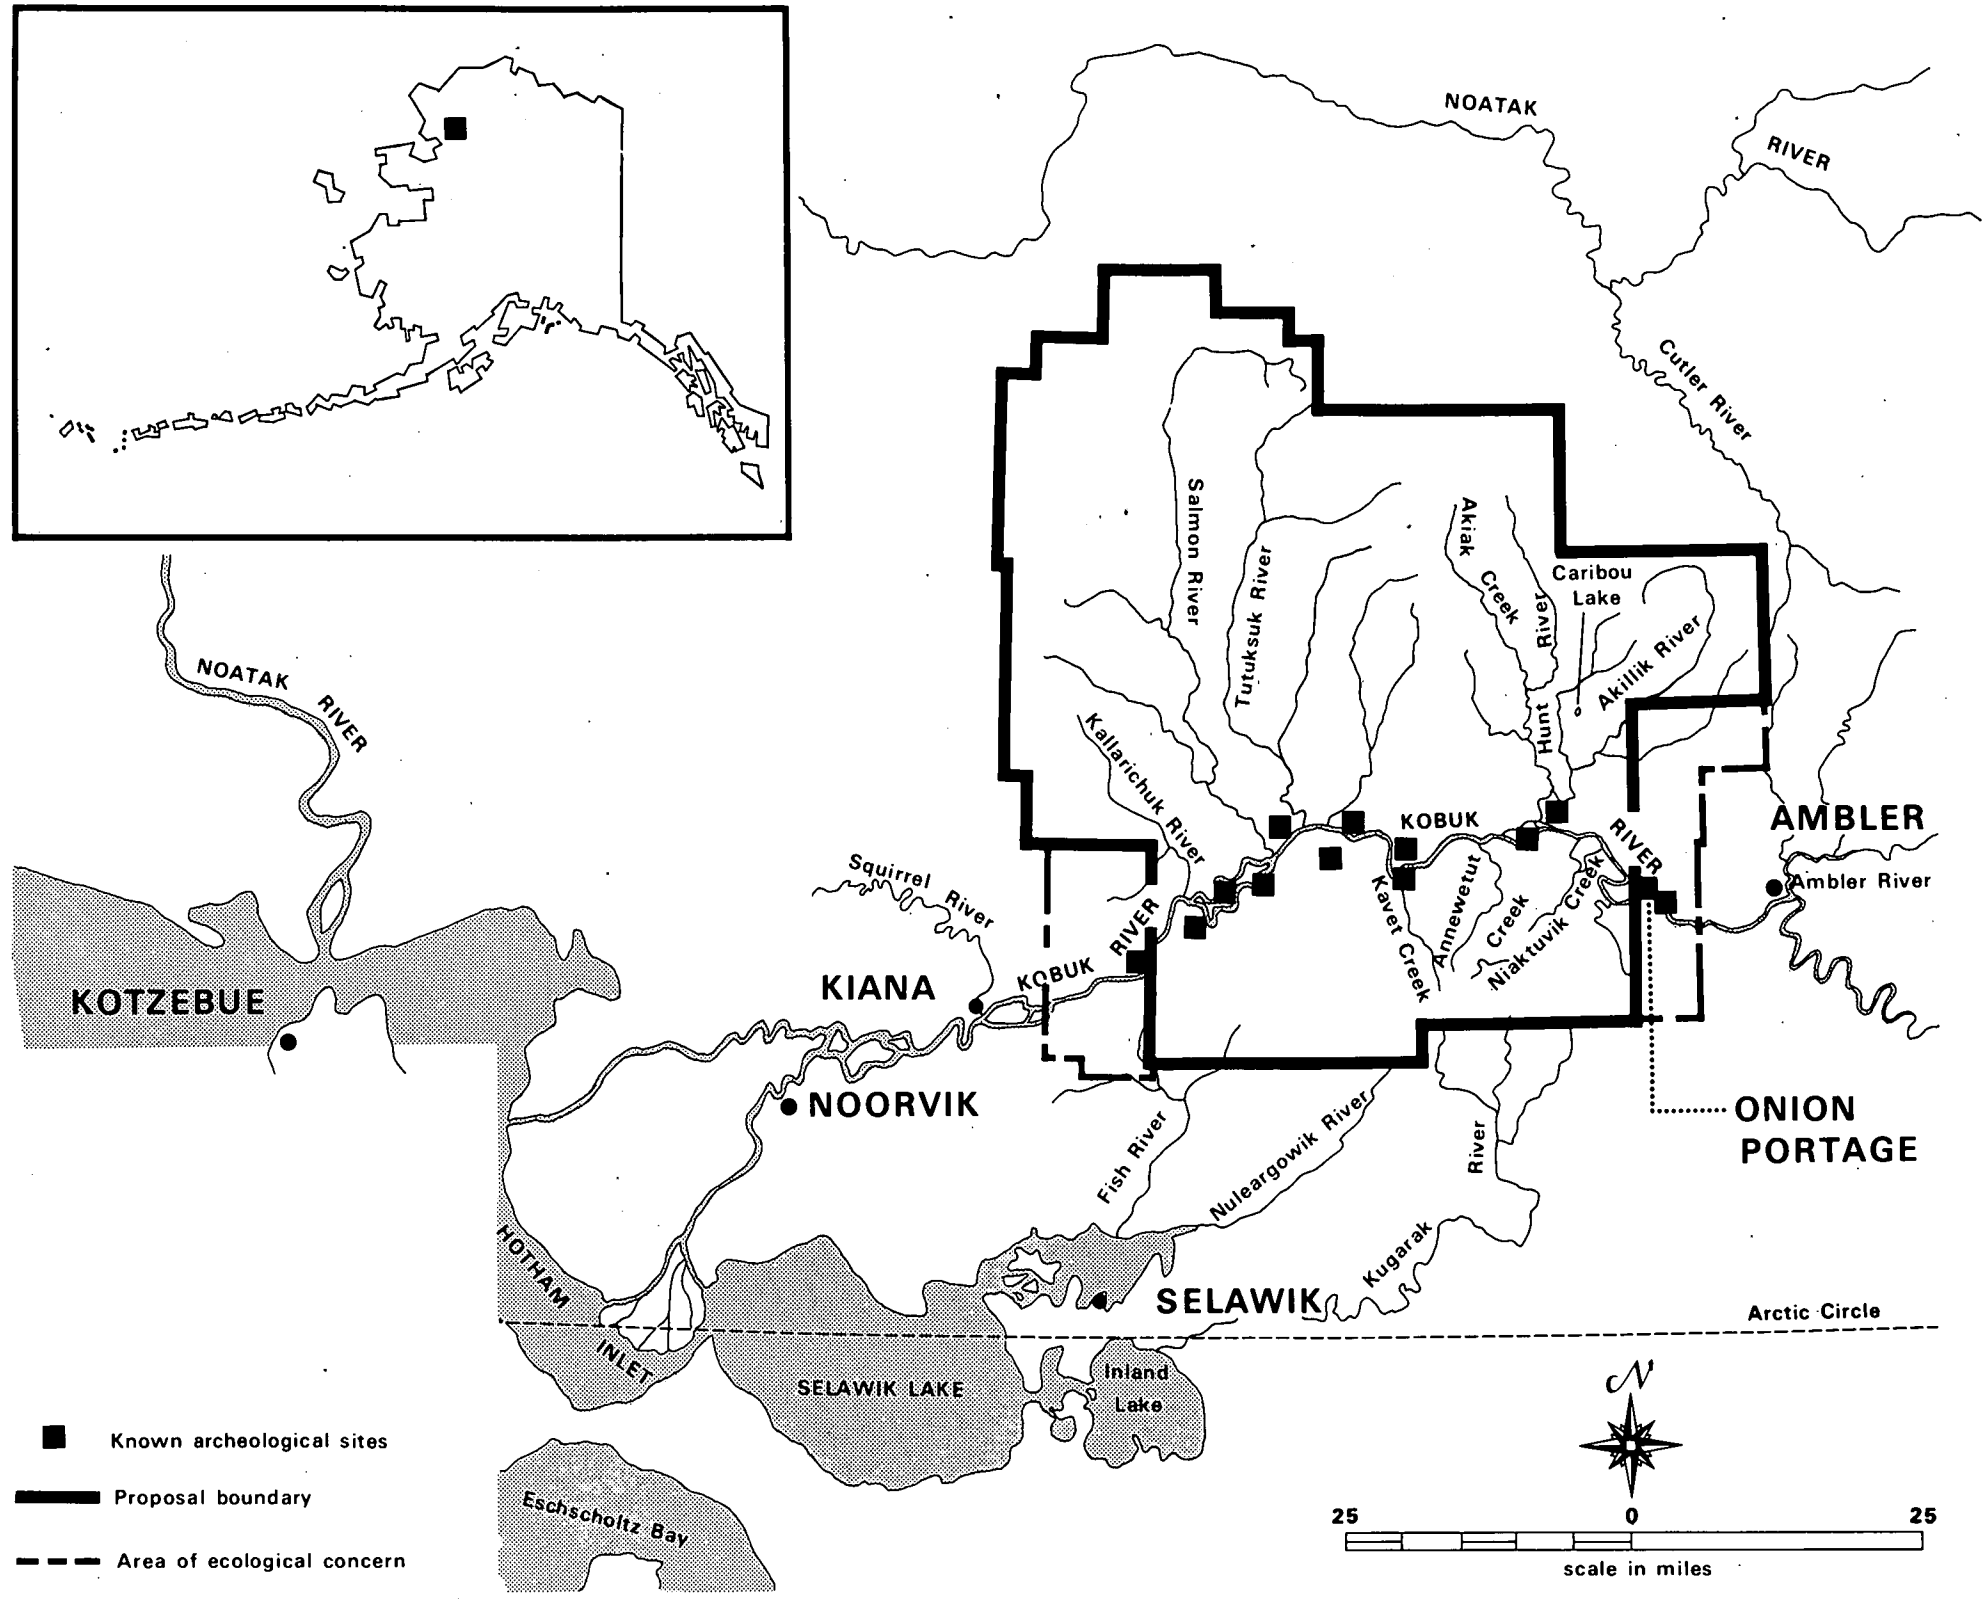 NOATAK
RIVER
Cutler River
Salmon River
Tutuksuk River
Akiak
Creek
Hunt
River
Caribou
Lake
Akillik River
NOATAK
RIVER
Kallarichuk River
KOBUK
RIVER
AMBLER
Ambler River
Squirrel River
Kavet Creek
Annewetut
Creek
Niaktuvik Creek
KOTZEBUE
KIANA
KOBUK
RIVER
NOORVIK
ONION
PORTAGE
Fish River
Nuleargowik River
River
Kugarak
HOTHAM
INLET
SELAWIK
Arctic Circle
SELAWIK LAKE
Inland
Lake
N
Known archeological sites
Proposal boundary
Eschscholtz Bay
Area of ecological concern
25 0 25
scale in miles